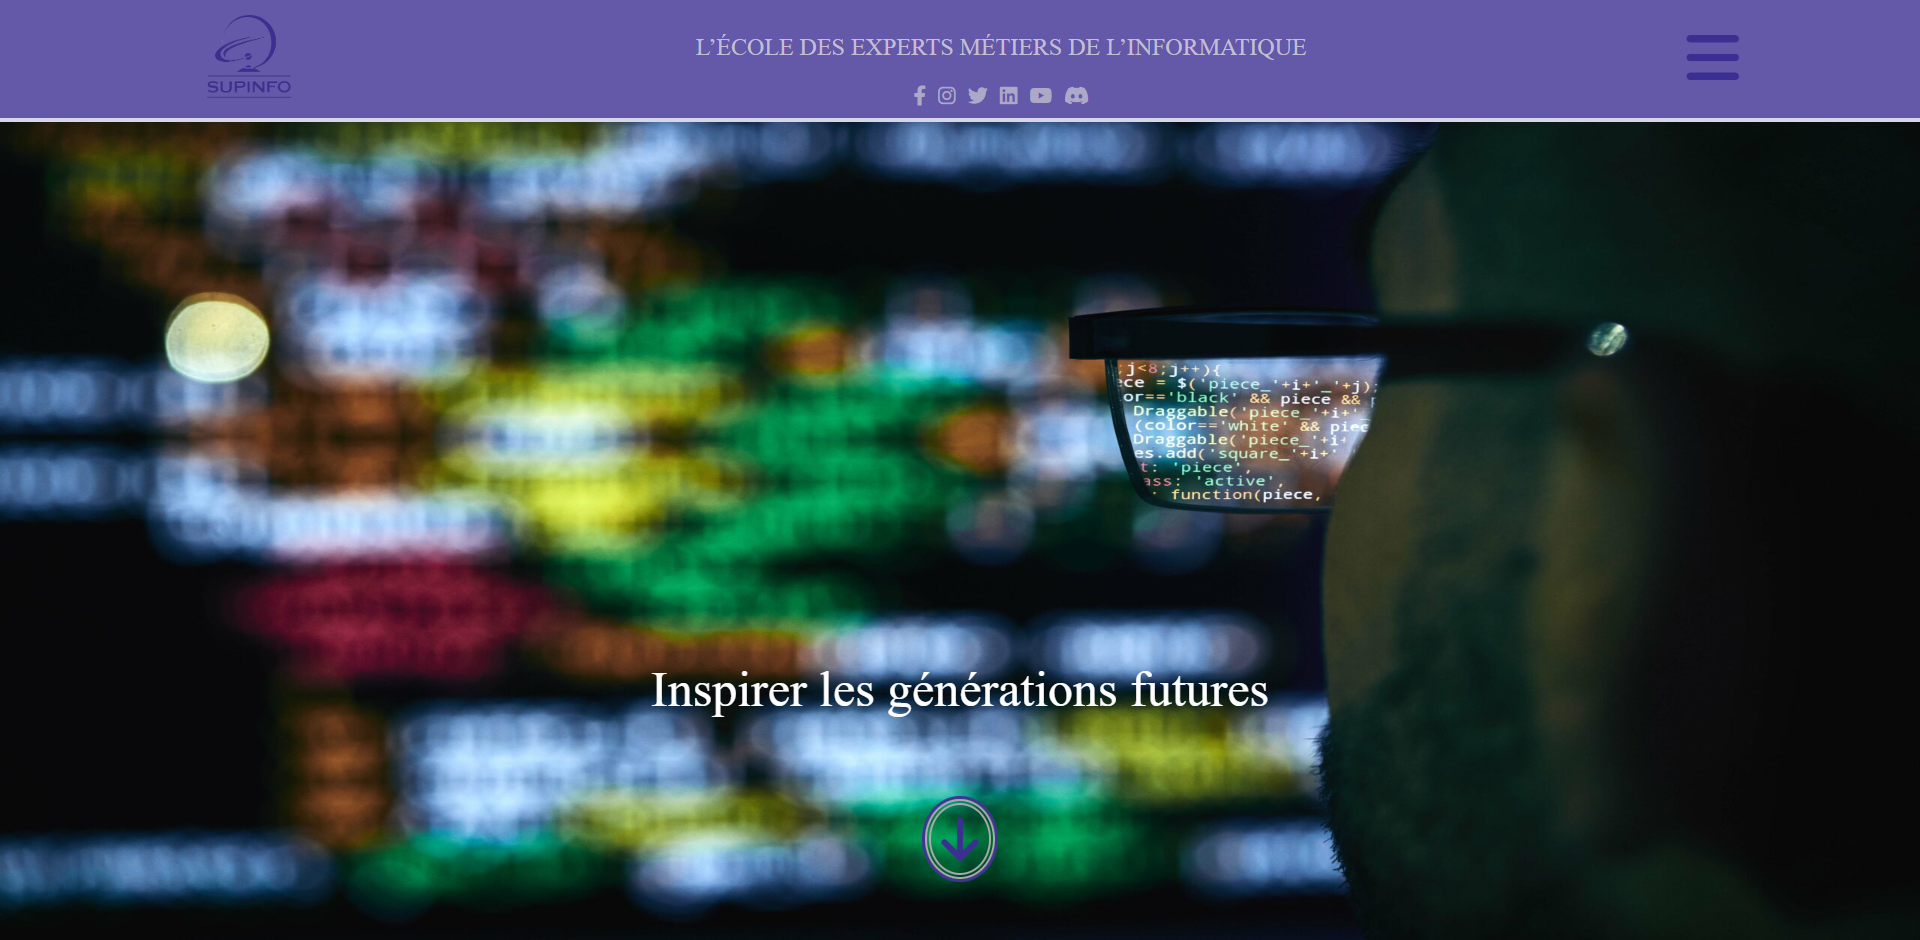 SUPINFO
L’ÉCOLE DES EXPERTS MÉTIERS DE L’INFORMATIQUE
;j<8;j++){
ce = $('piece_'+i+'_'+j);
or=='black' && piece &&
Draggable('piece_'+i+'_
(color=='white' && piec
Draggable('piece_'+i+
es.add('square_'+i+'
t: 'piece',
ass: 'active',
: function(piece,
Inspirer les générations futures